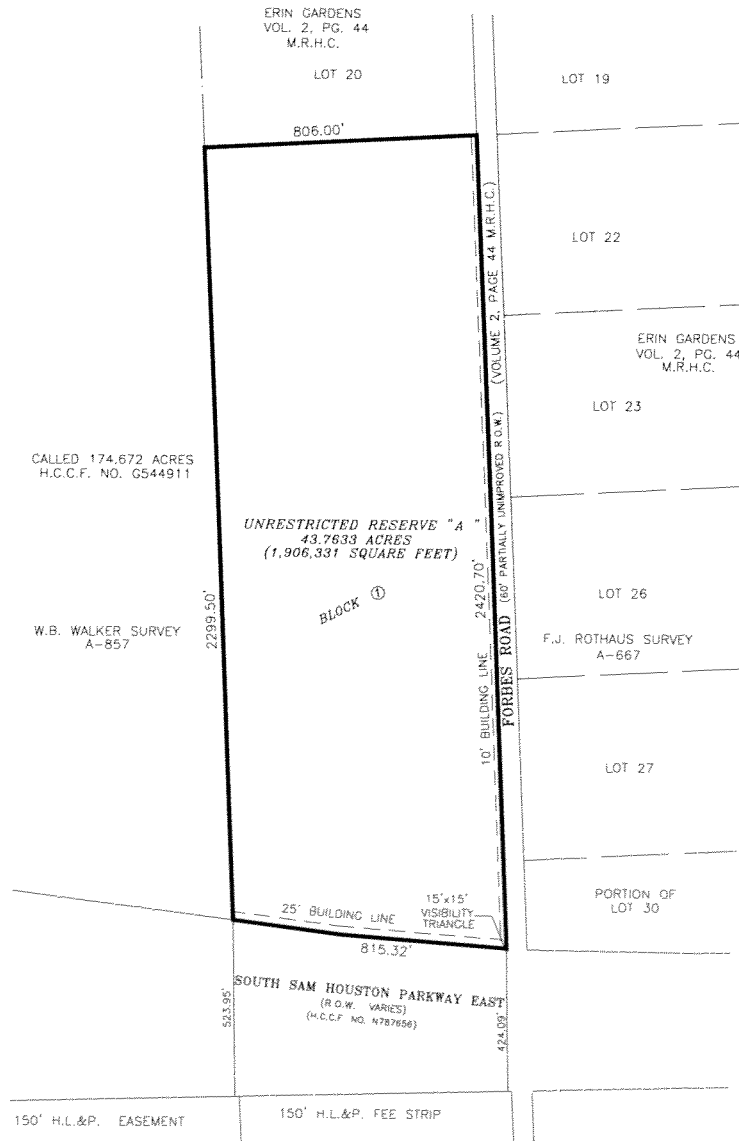 ERIN GARDENS
VOL. 2, PG. 44
M.R.H.C.
LOT 20
LOT 19
806.00'
LOT 22
(VOLUME 2, PAGE 44 M.R.H.C.)
ERIN GARDENS
VOL. 2, PG. 44
M.R.H.C.
LOT 23
CALLED 174,672 ACRES
H.C.C.F. NO. G544911
UNRESTRICTED RESERVE "A "
43.7633 ACRES
(1,906,331 SQUARE FEET)
BLOCK 1
2299.50'
2420.70'
10' BUILDING LINE
FORBES ROAD (60' PARTIALLY UNIMPROVED R.O.W.)
LOT 26
W.B. WALKER SURVEY
A-857
F.J. ROTHAUS SURVEY
A-667
LOT 27
25' BUILDING LINE
15'x15'
VISIBILITY
TRIANGLE
PORTION OF
LOT 30
815.32'
SOUTH SAM HOUSTON PARKWAY EAST
(R.O.W. VARIES)
(H.C.C.F. NO. N787656)
523.95'
424.09'
150' H.L.&P. EASEMENT
150' H.L.&P. FEE STRIP